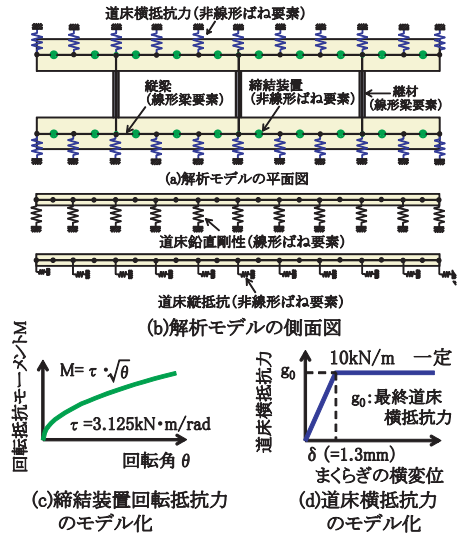 道床横抵抗力(非線形ばね要素)
縦梁
(線形梁要素)
締結装置
(非線形ばね要素)
継材
(線形梁要素)
(a)解析モデルの平面図
道床鉛直剛性(線形ばね要素)
道床縦抵抗(非線形ばね要素)
(b)解析モデルの側面図
回転抵抗モーメントM
M=τ・√θ
τ=3.125kN・m/rad
回転角 θ
(c)締結装置回転抵抗力
のモデル化
道床横抵抗力
g₀
10kN/m 一定
g₀:最終道床
横抵抗力
δ (=1.3mm)
まくらぎの横変位
(d)道床横抵抗力
のモデル化